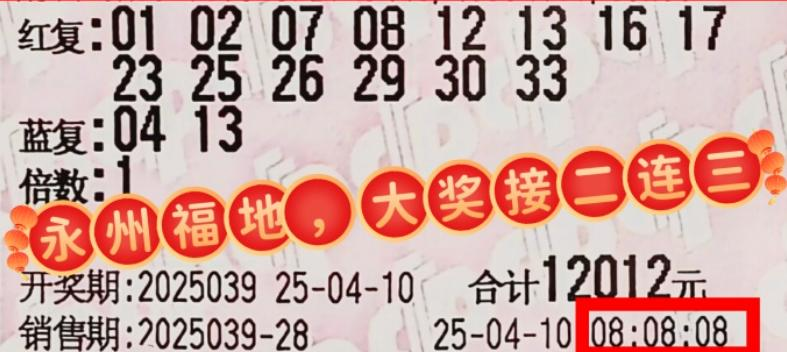 红复:01 02 07 08 12 13 16 17
23 25 26 29 30 33
蓝复:04 13
倍数:1
永州福地，大奖接二连三
开奖期:2025039 25-04-10 合计12012元
销售期:2025039-28 25-04-10 08:08:08